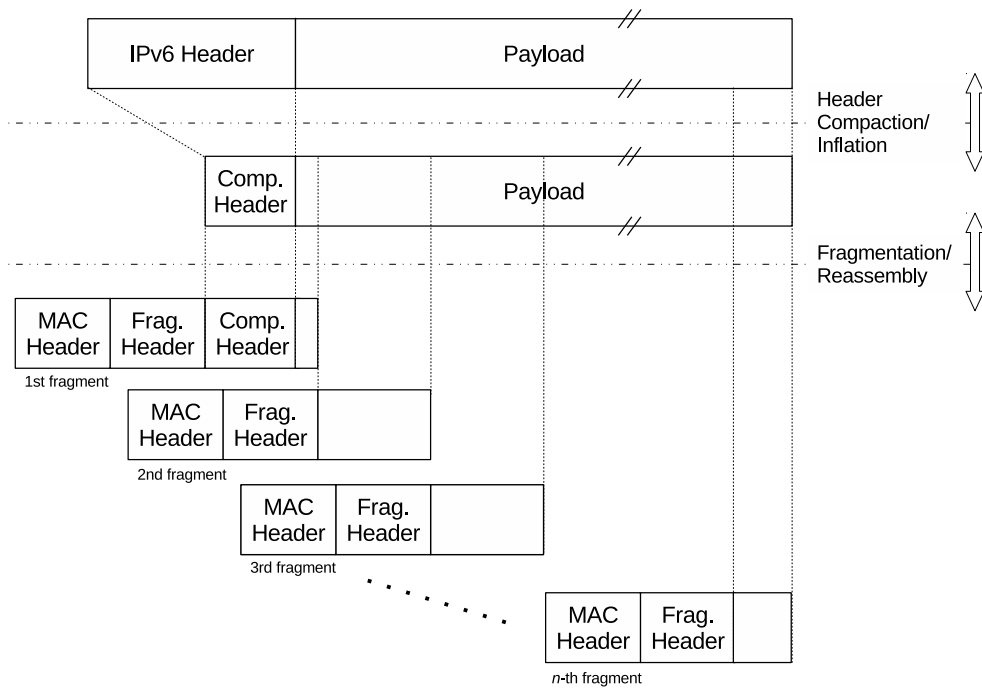 IPv6 Header
Payload
Header
Compaction/
Inflation
Comp.
Header
Payload
Fragmentation/
Reassembly
MAC
Header
Frag.
Header
Comp.
Header
1st fragment
MAC
Header
Frag.
Header
2nd fragment
MAC
Header
Frag.
Header
3rd fragment
MAC
Header
Frag.
Header
n-th fragment